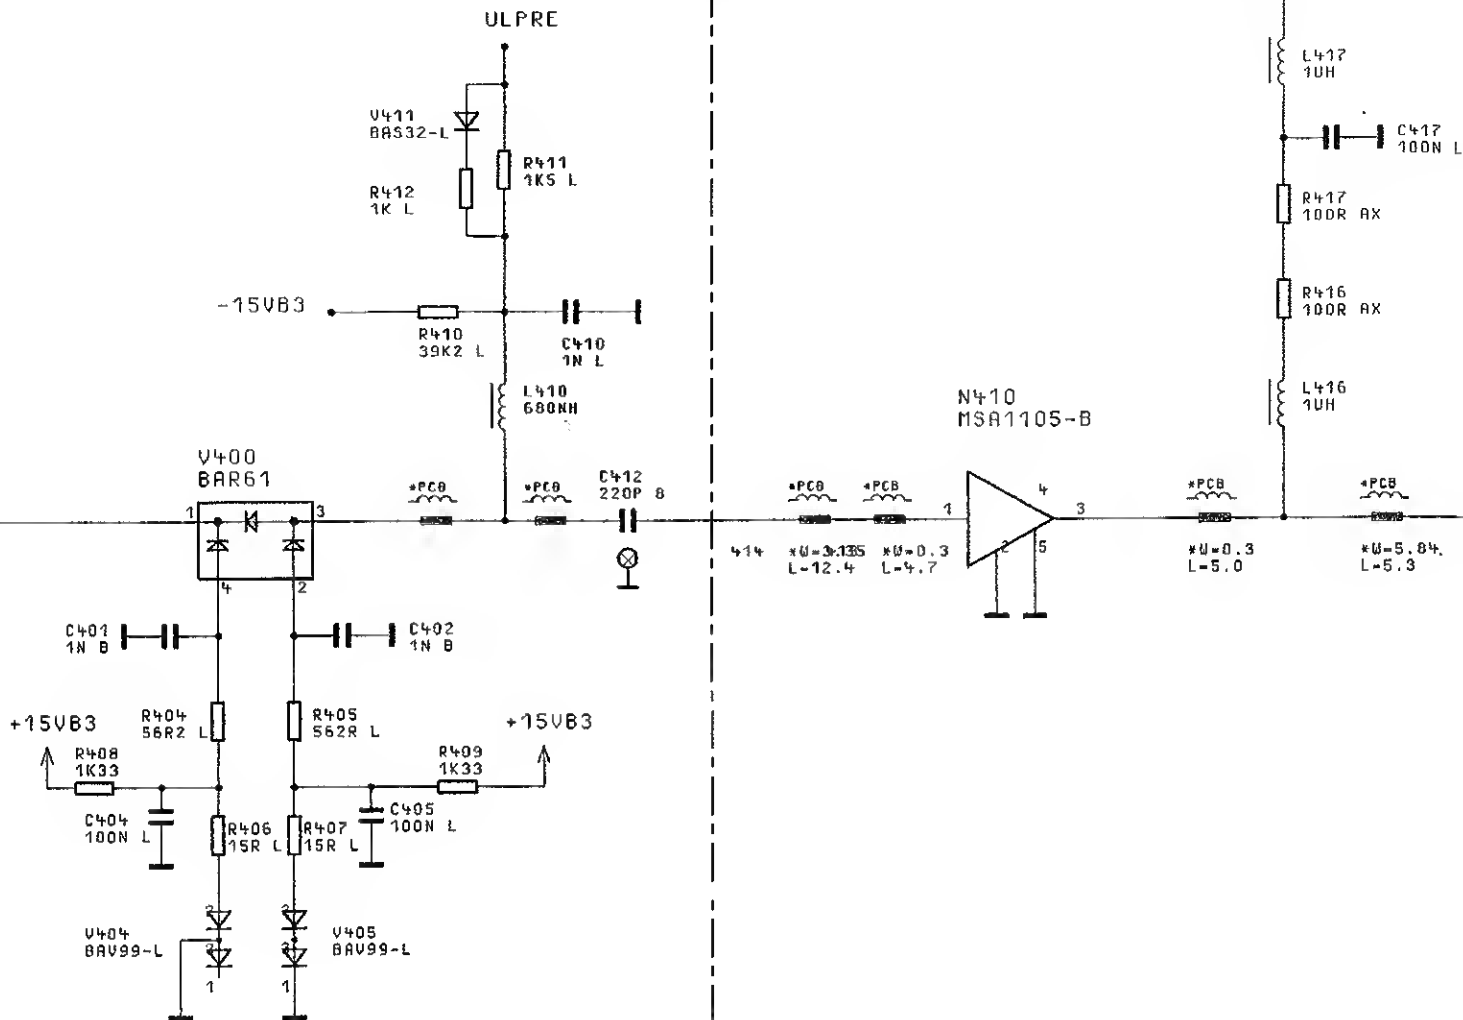 ULPRE
V411
BAS32-L
R411
1K5 L
R412
1K L
L417
1UH
C417
100N L
R417
100R AX
R416
100R AX
L416
1UH
-15VB3
R410
39K2 L
C410
1N L
L410
680NH
N410
MSA1105-B
V400
BAR61
1
3
4
2
*PCB
*PCB
C412
220P B
*PCB
*PCB
1
4
3
2
5
*PCB
*PCB
414
L-12.4
*W=0.3
L-4.7
*W=0.3
L-5.0
*W=5.84
L-5.3
C401
1N B
C402
1N B
+15VB3
R404
56R2 L
R405
562R L
+15VB3
R408
1K33
R409
1K33
C404
100N L
R406
15R L
R407
15R L
C405
100N L
V404
BAV99-L
1
V405
BAV99-L
1